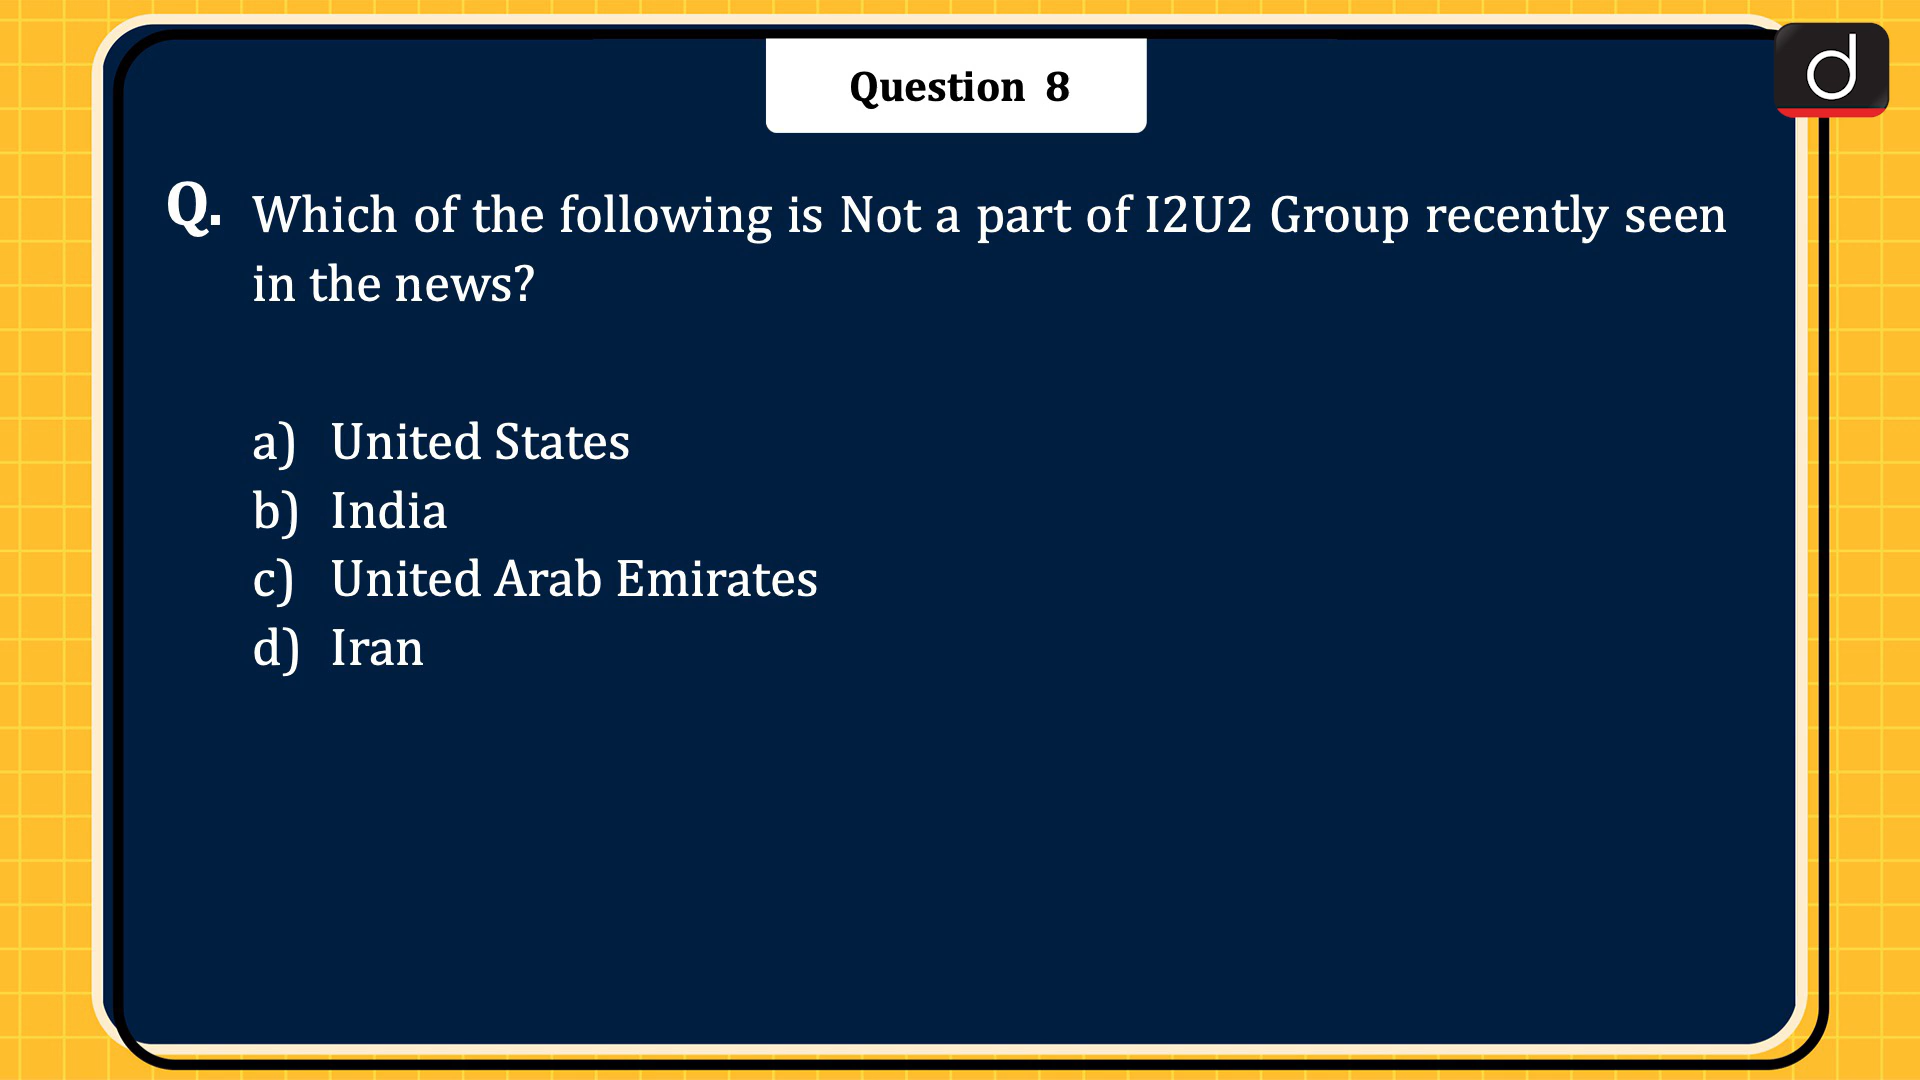 Question 8
Q. Which of the following is Not a part of I2U2 Group recently seen
in the news?
a) United States
b) India
c) United Arab Emirates
d) Iran
d